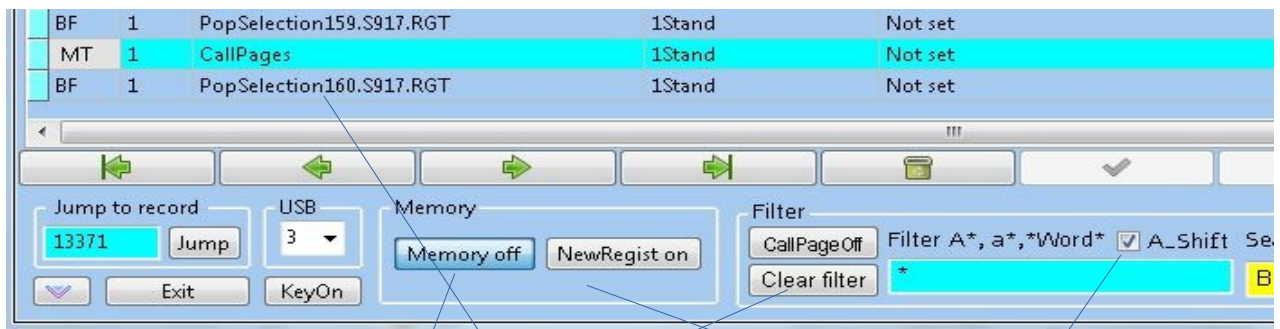 BF 1 PopSelection159.S917.RGT 1Stand Not set
MT 1 CallPages 1Stand Not set
BF 1 PopSelection160.S917.RGT 1Stand Not set
Jump to record USB Memory Filter
13371 Jump 3 Memory off NewRegist on CallPageOff Filter A*, a*,*Word* A_Shift
Exit KeyOn Clear filter * B